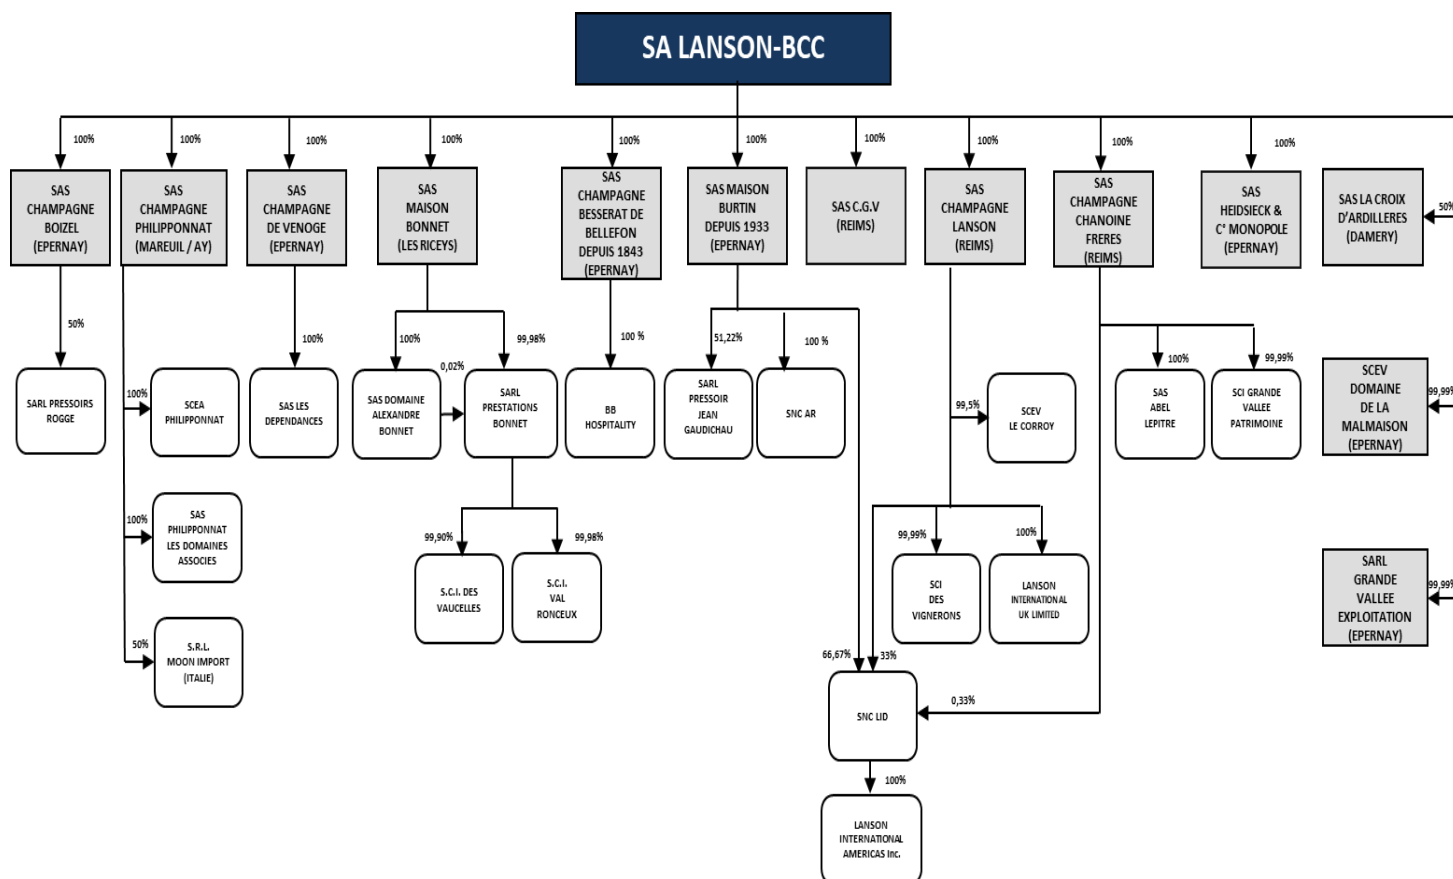 SA LANSON-BCC
100%
100%
100%
100%
100%
100%
100%
100%
100%
100%
SAS
CHAMPAGNE
BOIZEL
(EPERNAY)
SAS
CHAMPAGNE
PHILIPPONNAT
(MAREUIL / AY)
SAS
CHAMPAGNE
DE VENOGE
(EPERNAY)
SAS
MAISON
BONNET
(LES RICEYS)
SAS
CHAMPAGNE
BESSERAT DE
BELLEFON
DEPUIS 1843
(EPERNAY)
SAS MAISON
BURTIN
DEPUIS 1933
(EPERNAY)
SAS C.G.V
(REIMS)
SAS
CHAMPAGNE
LANSON
(REIMS)
SAS
CHAMPAGNE
CHANOINE
FRERES
(REIMS)
SAS
HEIDSIECK &
C° MONOPOLE
(EPERNAY)
SAS LA CROIX
D'ARDILLERES
(DAMERY)
50%
50%
100%
100%
99,98%
100 %
51,22%
100 %
100%
99,99%
SARL PRESSOIRS
ROGGE
100%
SCEA
PHILIPPONNAT
SAS LES
DEPENDANCES
SAS DOMAINE
ALEXANDRE
BONNET
0,02%
SARL
PRESTATIONS
BONNET
BB
HOSPITALITY
SARL
PRESSOIR
JEAN
GAUDICHAU
SNC AR
99,5%
SCEV
LE CORROY
SAS
ABEL
LEPITRE
SCI GRANDE
VALLEE
PATRIMOINE
SCEV
DOMAINE
DE LA
MALMAISON
(EPERNAY)
99,99%
100%
SAS
PHILIPPONNAT
LES DOMAINES
ASSOCIES
99,90%
99,98%
99,99%
100%
S.C.I. DES
VAUCELLES
S.C.I.
VAL
RONCEUX
SCI
DES
VIGNERONS
LANSON
INTERNATIONAL
UK LIMITED
SARL
GRANDE
VALLEE
EXPLOITATION
(EPERNAY)
99,99%
50%
S.R.L.
MOON IMPORT
(ITALIE)
66,67%
33%
SNC LID
0,33%
100%
LANSON
INTERNATIONAL
AMERICAS Inc.